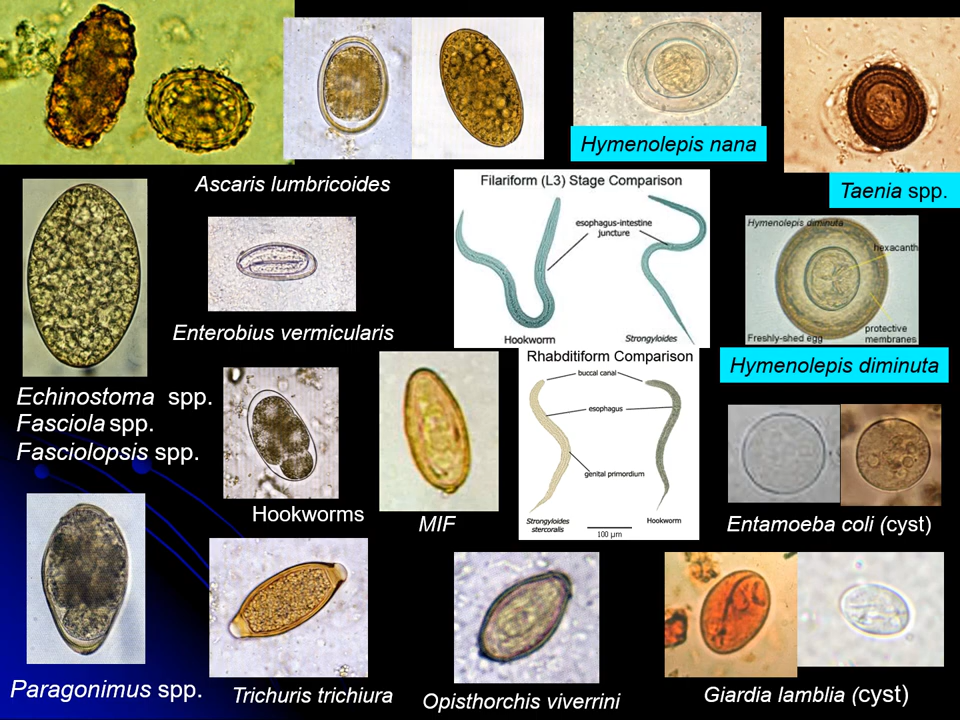 Hymenolepis nana
Ascaris lumbricoides
Taenia spp.
Filariform (L3) Stage Comparison
esophagus-intestine
juncture
Hookworm
Strongyloides
Hymenolepis diminuta
hexacanth
protective
membranes
Freshly-shed egg
Enterobius vermicularis
Hymenolepis diminuta
Echinostoma spp.
Fasciola spp.
Fasciolopsis spp.
Rhabditiform Comparison
buccal canal
esophagus
genital primordium
Strongyloides
stercoralis
Hookworm
100 µm
Hookworms
MIF
Entamoeba coli (cyst)
Paragonimus spp.
Trichuris trichiura
Opisthorchis viverrini
Giardia lamblia (cyst)